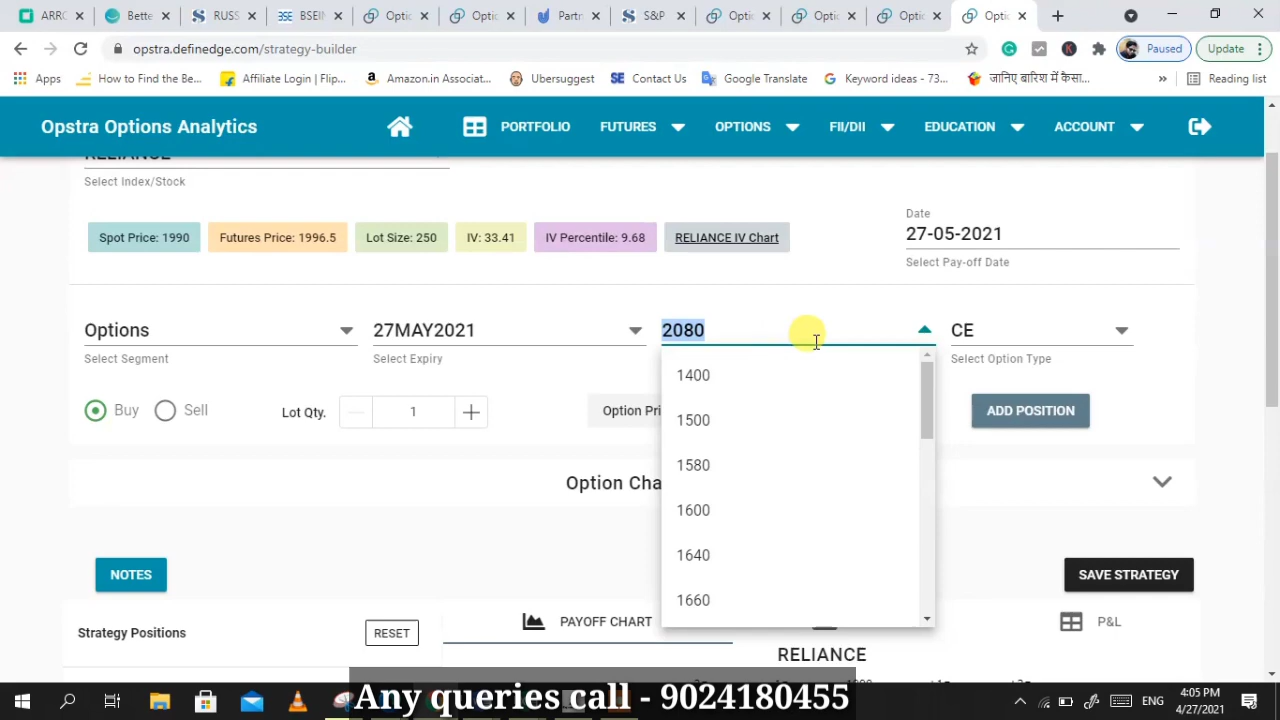 ARRC
Bette
RUSS
BSEIN
Optic
Optic
Partn
S&P
Optic
Optic
Optic
Optic
opstra.definedge.com/strategy-builder
Paused
Update
Apps
How to Find the Be...
Affiliate Login | Flip...
Amazon.in Associat...
Ubersuggest
Contact Us
Google Translate
Keyword ideas - 73...
जानिए बारिश में कैसा...
»
Reading list
Opstra Options Analytics
PORTFOLIO
FUTURES
OPTIONS
FII/DII
EDUCATION
ACCOUNT
RELIANCE
Select Index/Stock
Spot Price: 1990
Futures Price: 1996.5
Lot Size: 250
IV: 33.41
IV Percentile: 9.68
RELIANCE IV Chart
Date
27-05-2021
Select Pay-off Date
Options
27MAY2021
2080
CE
Select Segment
Select Expiry
Select Option Type
1400
1500
1580
1600
1640
1660
Buy
Sell
Lot Qty.
1
Option Pri
ADD POSITION
Option Cha
NOTES
SAVE STRATEGY
Strategy Positions
RESET
PAYOFF CHART
P&L
RELIANCE
Any queries call - 9024180455
ENG
4:05 PM
4/27/2021